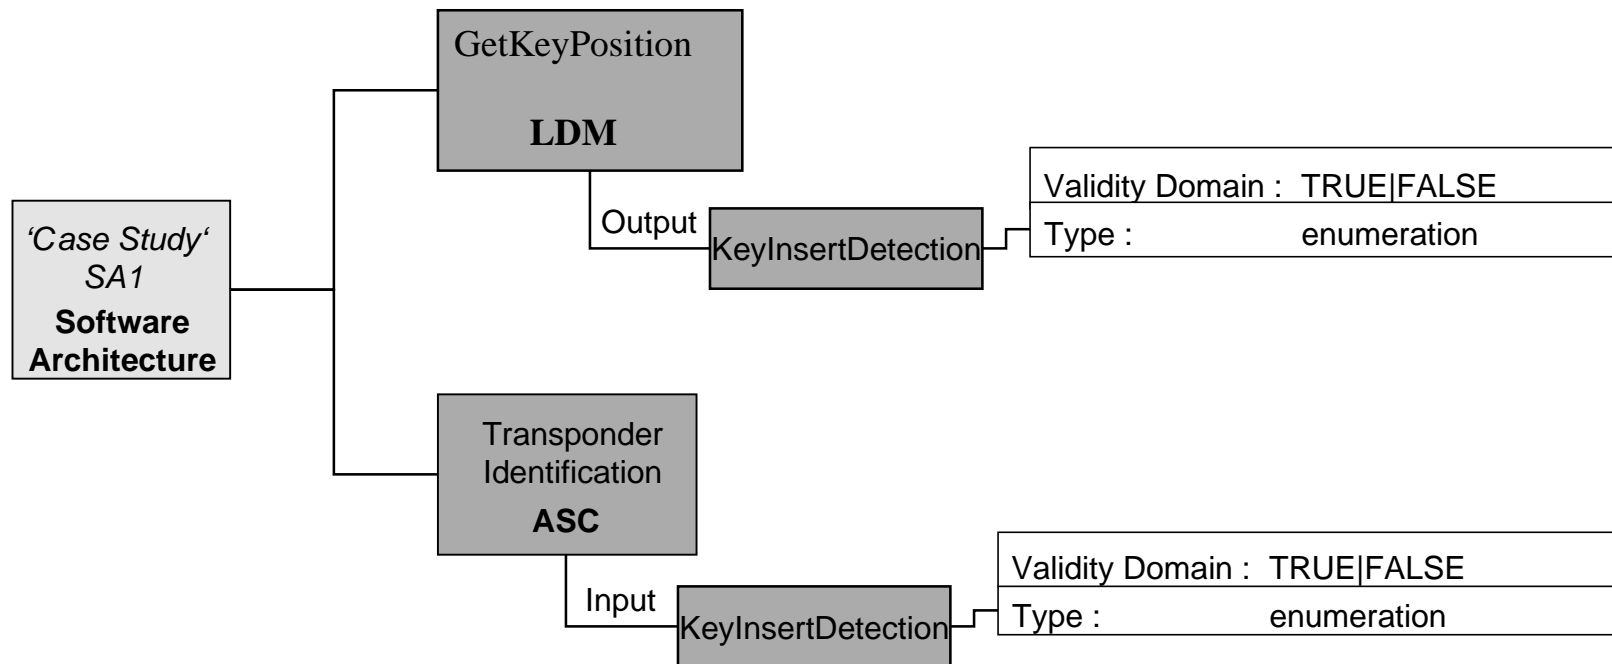 ‘Case Study‘
SA1
Software
Architecture
GetKeyPosition
LDM
Output
KeyInsertDetection
Validity Domain : TRUE|FALSE
Type : enumeration
Transponder
Identification
ASC
Input
KeyInsertDetection
Validity Domain : TRUE|FALSE
Type : enumeration